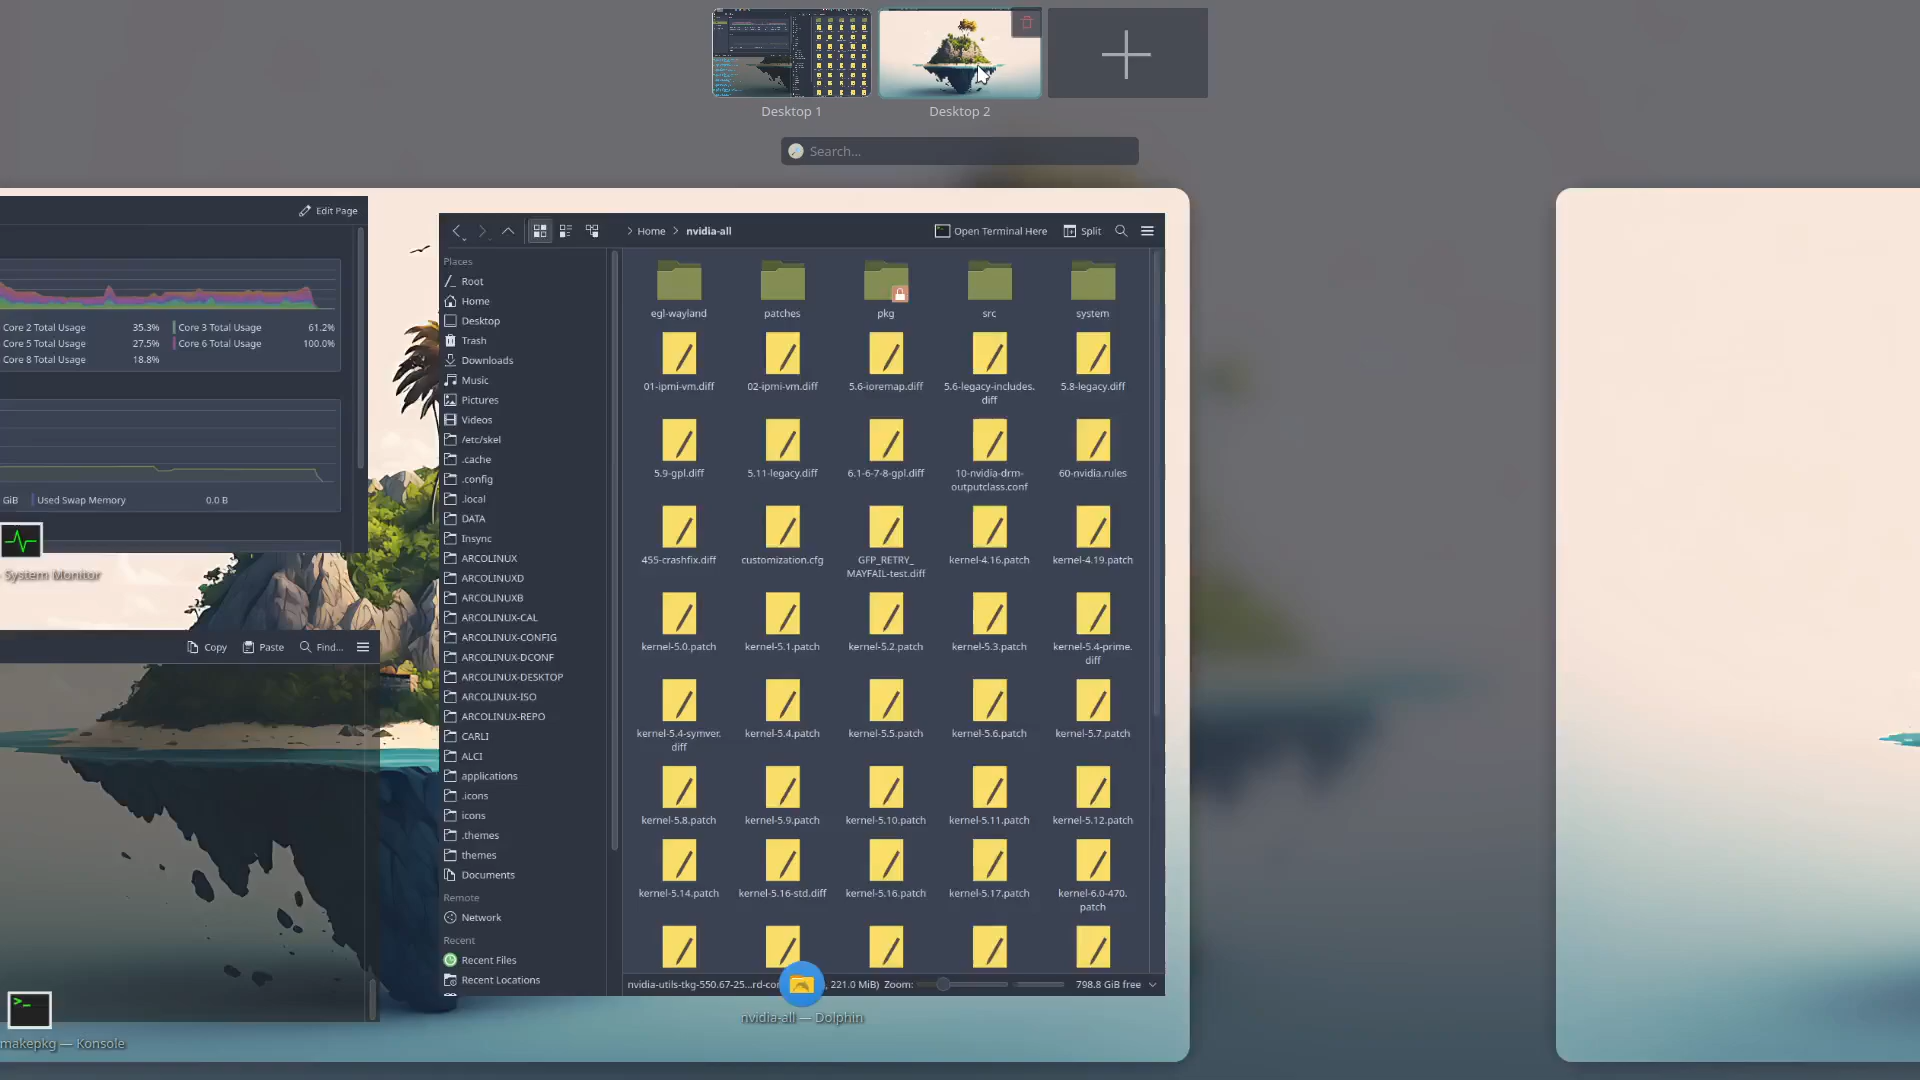 Desktop 1
Desktop 2
Search...
Edit Page
Core 2 Total Usage 35.3% Core 3 Total Usage 61.2%
Core 5 Total Usage 27.5% Core 6 Total Usage 100.0%
Core 8 Total Usage 18.8%
GiB Used Swap Memory 0.0 B
System Monitor
Copy Paste Find...
makepkg — Konsole
Home nvidia-all Open Terminal Here Split
Places
Root
Home
Desktop
Trash
Downloads
Music
Pictures
Videos
/etc/skel
.cache
.config
.local
DATA
Insync
ARCOLINUX
ARCOLINUXD
ARCOLINUXB
ARCOLINUX-CAL
ARCOLINUX-CONFIG
ARCOLINUX-DCONF
ARCOLINUX-DESKTOP
ARCOLINUX-ISO
ARCOLINUX-REPO
CARLI
ALCI
applications
.icons
icons
.themes
themes
Documents
Remote
Network
Recent
Recent Files
Recent Locations
egl-wayland patches pkg src system
01-ipmi-vm.diff 02-ipmi-vm.diff 5.6-ioremap.diff 5.6-legacy-includes. 5.8-legacy.diff
diff
5.9-gpl.diff 5.11-legacy.diff 6.1-6-7-8-gpl.diff 10-nvidia-drm- 60-nvidia.rules
outputclass.conf
455-crashfix.diff customization.cfg GFP_RETRY_ kernel-4.16.patch kernel-4.19.patch
MAYFAIL-test.diff
kernel-5.0.patch kernel-5.1.patch kernel-5.2.patch kernel-5.3.patch kernel-5.4-prime.
diff
kernel-5.4-symver. kernel-5.4.patch kernel-5.5.patch kernel-5.6.patch kernel-5.7.patch
diff
kernel-5.8.patch kernel-5.9.patch kernel-5.10.patch kernel-5.11.patch kernel-5.12.patch
kernel-5.14.patch kernel-5.16-std.diff kernel-5.16.patch kernel-5.17.patch kernel-6.0-470.
patch
nvidia-utils-tkg-550.67-25...rd-co , 221.0 MiB) Zoom: 798.8 GiB free
nvidia-all — Dolphin